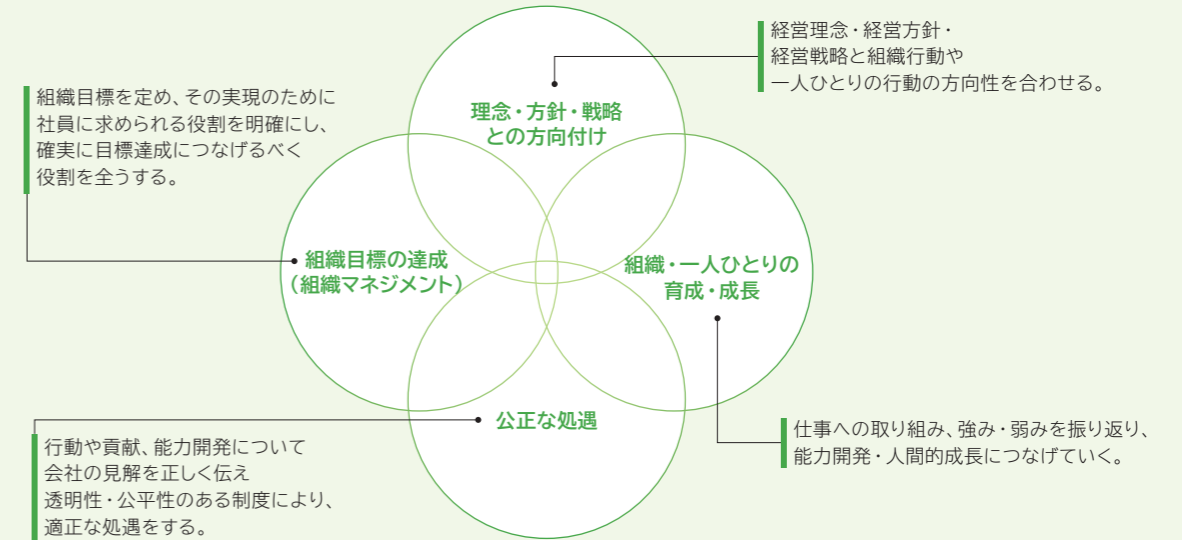 経営理念・経営方針・
経営戦略と組織行動や
一人ひとりの行動の方向性を合わせる。
理念・方針・戦略
との方向付け
組織目標を定め、その実現のために
社員に求められる役割を明確にし、
確実に目標達成につなげるべく
役割を全うする。
組織目標の達成
（組織マネジメント）
組織・一人ひとりの
育成・成長
公正な処遇
仕事への取り組み、強み・弱みを振り返り、
能力開発・人間的成長につなげていく。
行動や貢献、能力開発について
会社の見解を正しく伝え
透明性・公平性のある制度により、
適正な処遇をする。